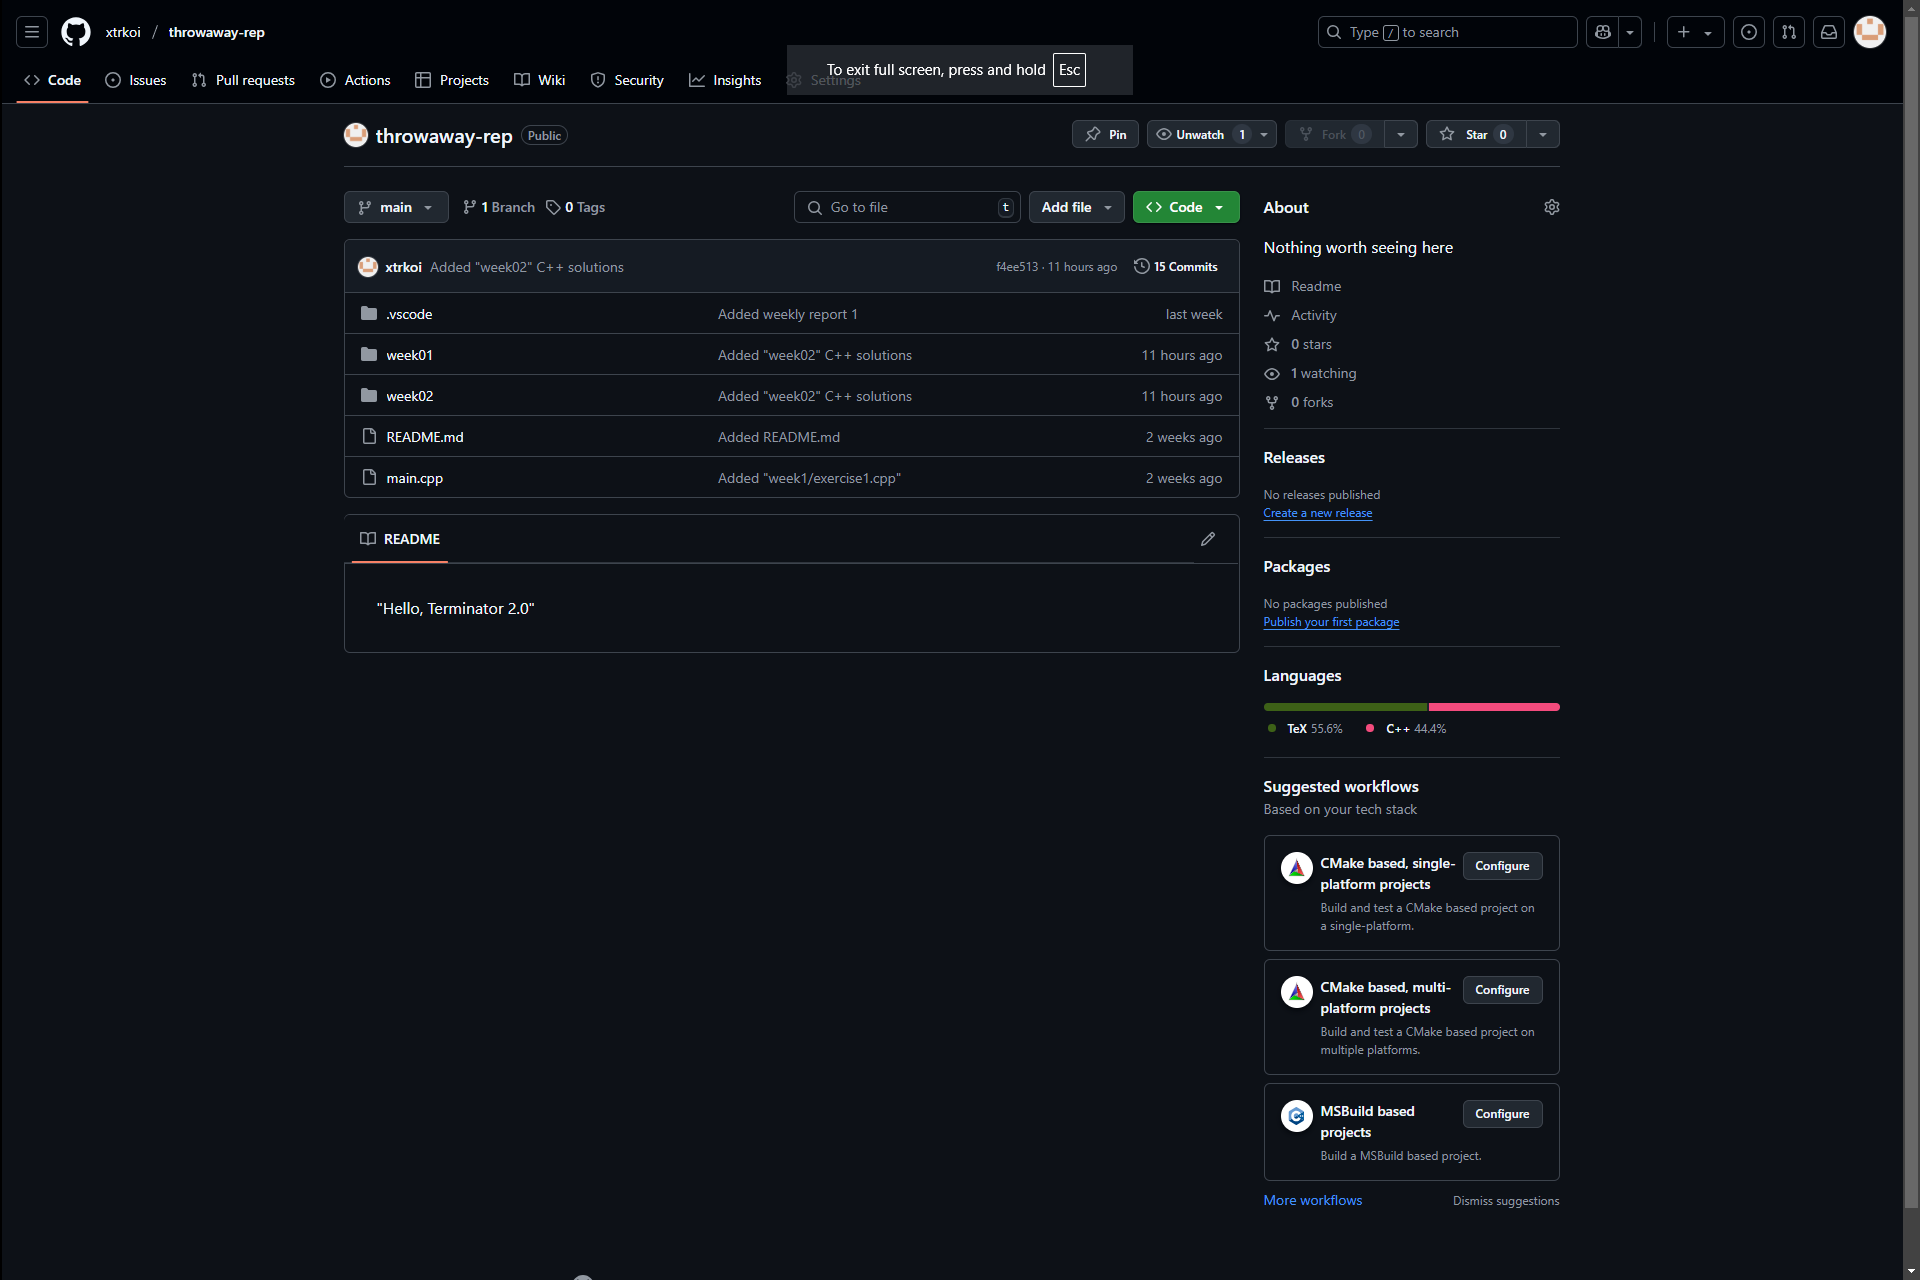 xtrkoi / throwaway-rep
Type / to search
Code Issues Pull requests Actions Projects Wiki Security Insights Settings
To exit full screen, press and hold Esc
throwaway-rep Public
Pin Unwatch 1 Fork 0 Star 0
main 1 Branch 0 Tags Go to file t Add file Code
xtrkoi Added "week02" C++ solutions f4ee513 · 11 hours ago 15 Commits
.vscode Added weekly report 1 last week
week01 Added "week02" C++ solutions 11 hours ago
week02 Added "week02" C++ solutions 11 hours ago
README.md Added README.md 2 weeks ago
main.cpp Added "week1/exercise1.cpp" 2 weeks ago
README
"Hello, Terminator 2.0"
About
Nothing worth seeing here
Readme
Activity
0 stars
1 watching
0 forks
Releases
No releases published
Create a new release
Packages
No packages published
Publish your first package
Languages
TeX 55.6% C++ 44.4%
Suggested workflows
Based on your tech stack
CMake based, single-
platform projects
Configure
Build and test a CMake based project on
a single-platform.
CMake based, multi-
platform projects
Configure
Build and test a CMake based project on
multiple platforms.
MSBuild based
projects
Configure
Build a MSBuild based project.
More workflows Dismiss suggestions